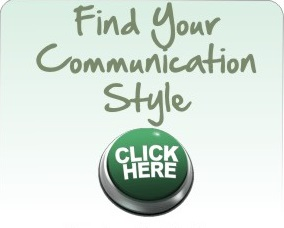 Find Your
Communication
Style
CLICK
HERE